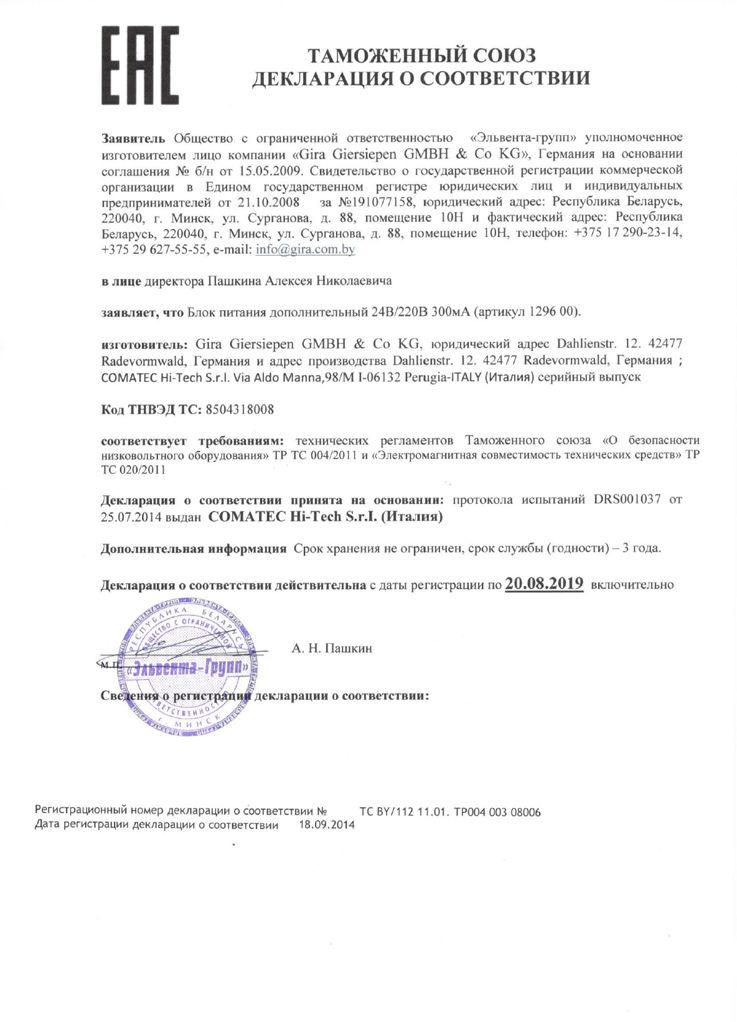 ЕАС
ТАМОЖЕННЫЙ СОЮЗ
ДЕКЛАРАЦИЯ О СООТВЕТСТВИИ
Заявитель Общество с ограниченной ответственностью «Эльвента-групп» уполномоченное
изготовителем лицо компании «Gira Giersiepen GMBH & Co KG», Германия на основании
соглашения № б/н от 15.05.2009. Свидетельство о государственной регистрации коммерческой
организации в Едином государственном регистре юридических лиц и индивидуальных
предпринимателей от 21.10.2008 за №191077158, юридический адрес: Республика Беларусь,
220040, г. Минск, ул. Сурганова, д. 88, помещение 10Н и фактический адрес: Республика
Беларусь, 220040, г. Минск, ул. Сурганова, д. 88, помещение 10Н, телефон: +375 17 290-23-14,
+375 29 627-55-55, e-mail: info@gira.com.by
в лице директора Пашкина Алексея Николаевича
заявляет, что Блок питания дополнительный 24В/220В 300мА (артикул 1296 00).
изготовитель: Gira Giersiepen GMBH & Co KG, юридический адрес Dahlienstr. 12. 42477
Radevormwald, Германия и адрес производства Dahlienstr. 12. 42477 Radevormwald, Германия ;
COMATEC Hi-Tech S.r.l. Via Aldo Manna,98/M I-06132 Perugia-ITALY (Италия) серийный выпуск
Код ТНВЭД ТС: 8504318008
соответствует требованиям: технических регламентов Таможенного союза «О безопасности
низковольтного оборудования» ТР ТС 004/2011 и «Электромагнитная совместимость технических средств» ТР
ТС 020/2011
Декларация о соответствии принята на основании: протокола испытаний DRS001037 от
25.07.2014 выдан COMATEC Hi-Tech S.r.I. (Италия)
Дополнительная информация Срок хранения не ограничен, срок службы (годности) – 3 года.
Декларация о соответствии действительна с даты регистрации по 20.08.2019 включительно
РЕСПУБЛИКА БЕЛАРУСЬ
ОБЩЕСТВО С ОГРАНИЧЕННОЙ
А. Н. Пашкин
М.П.
«Эльвента-Групп»
ОТВЕТСТВЕННОСТЬЮ
Г. МИНСК
Сведения о регистрации декларации о соответствии:
Регистрационный номер декларации о соответствии № ТС BY/112 11.01. ТР004 003 08006
Дата регистрации декларации о соответствии 18.09.2014